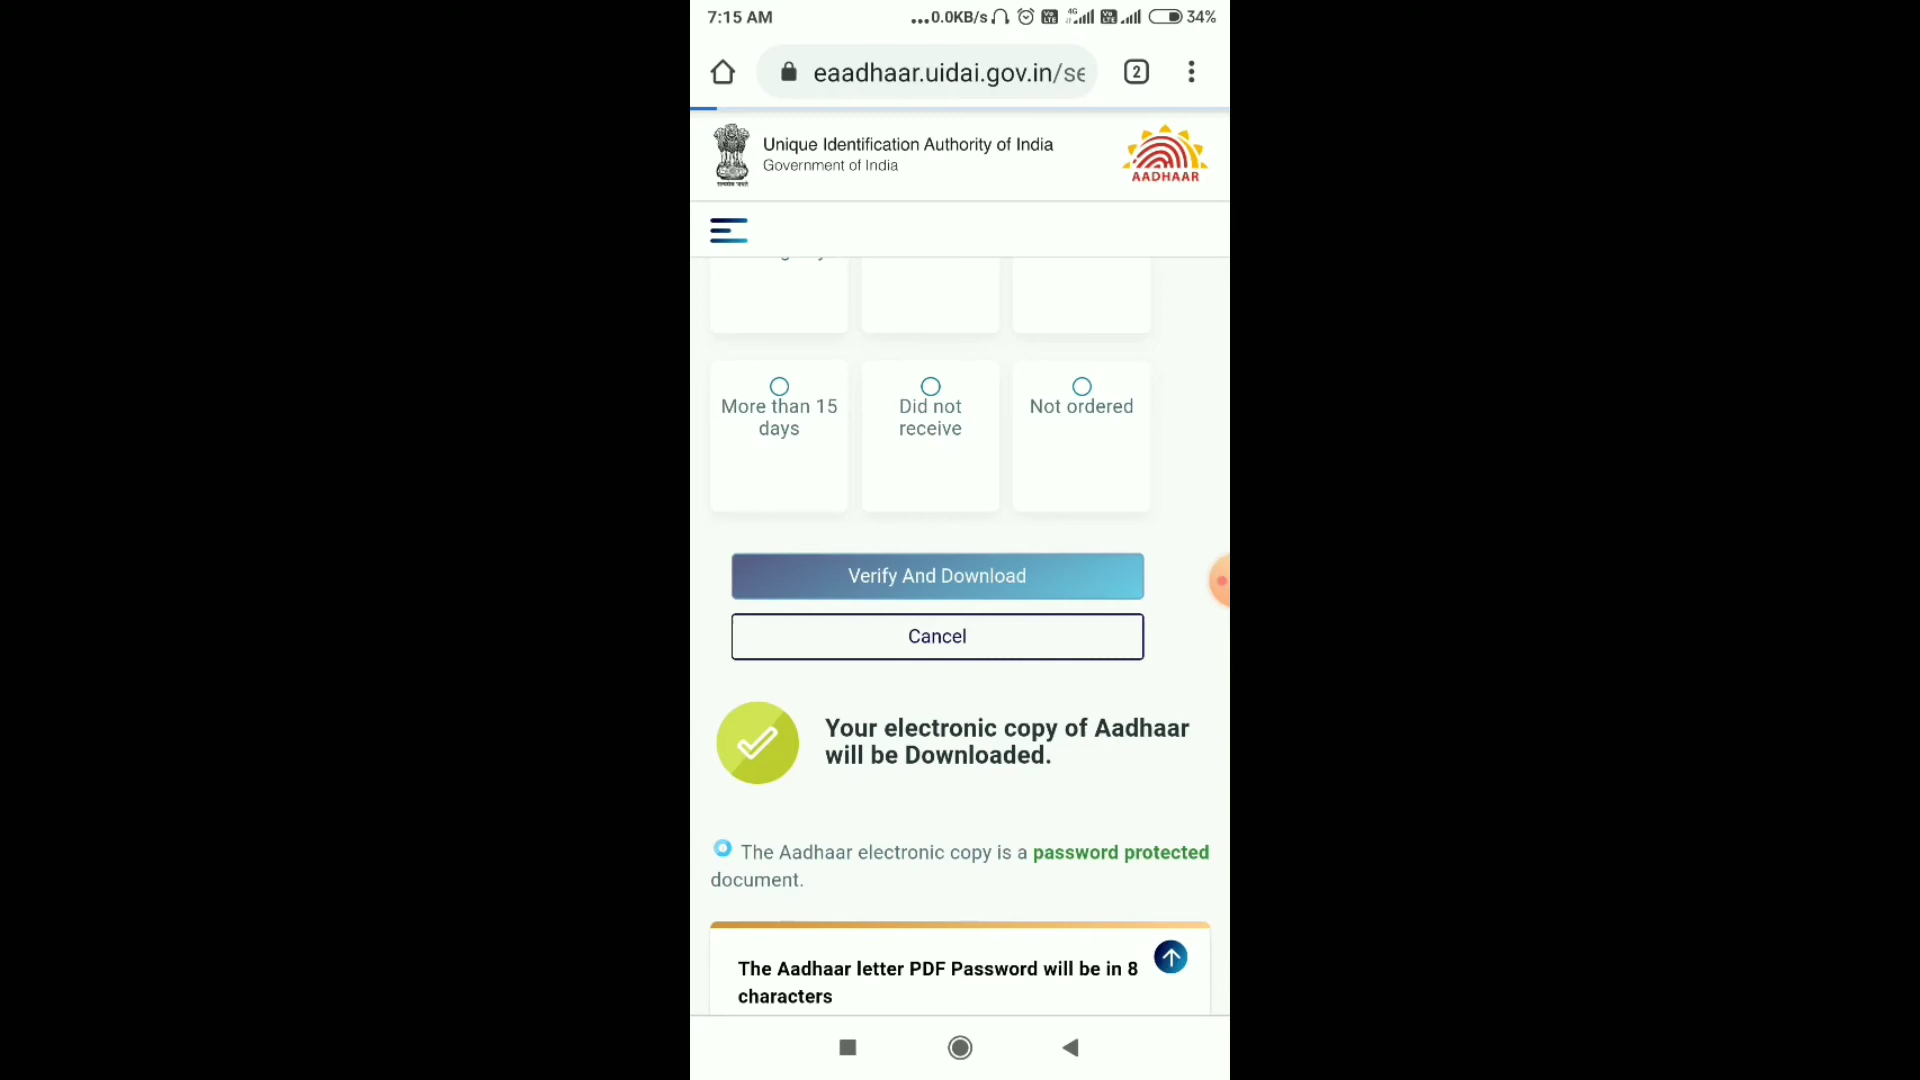 7:15 AM ...0.0KB/s 4G 34%
eaadhaar.uidai.gov.in/se 2
Unique Identification Authority of India
Government of India
AADHAAR
More than 15 days
Did not receive
Not ordered
Verify And Download
Cancel
Your electronic copy of Aadhaar
will be Downloaded.
The Aadhaar electronic copy is a password protected
document.
The Aadhaar letter PDF Password will be in 8
characters